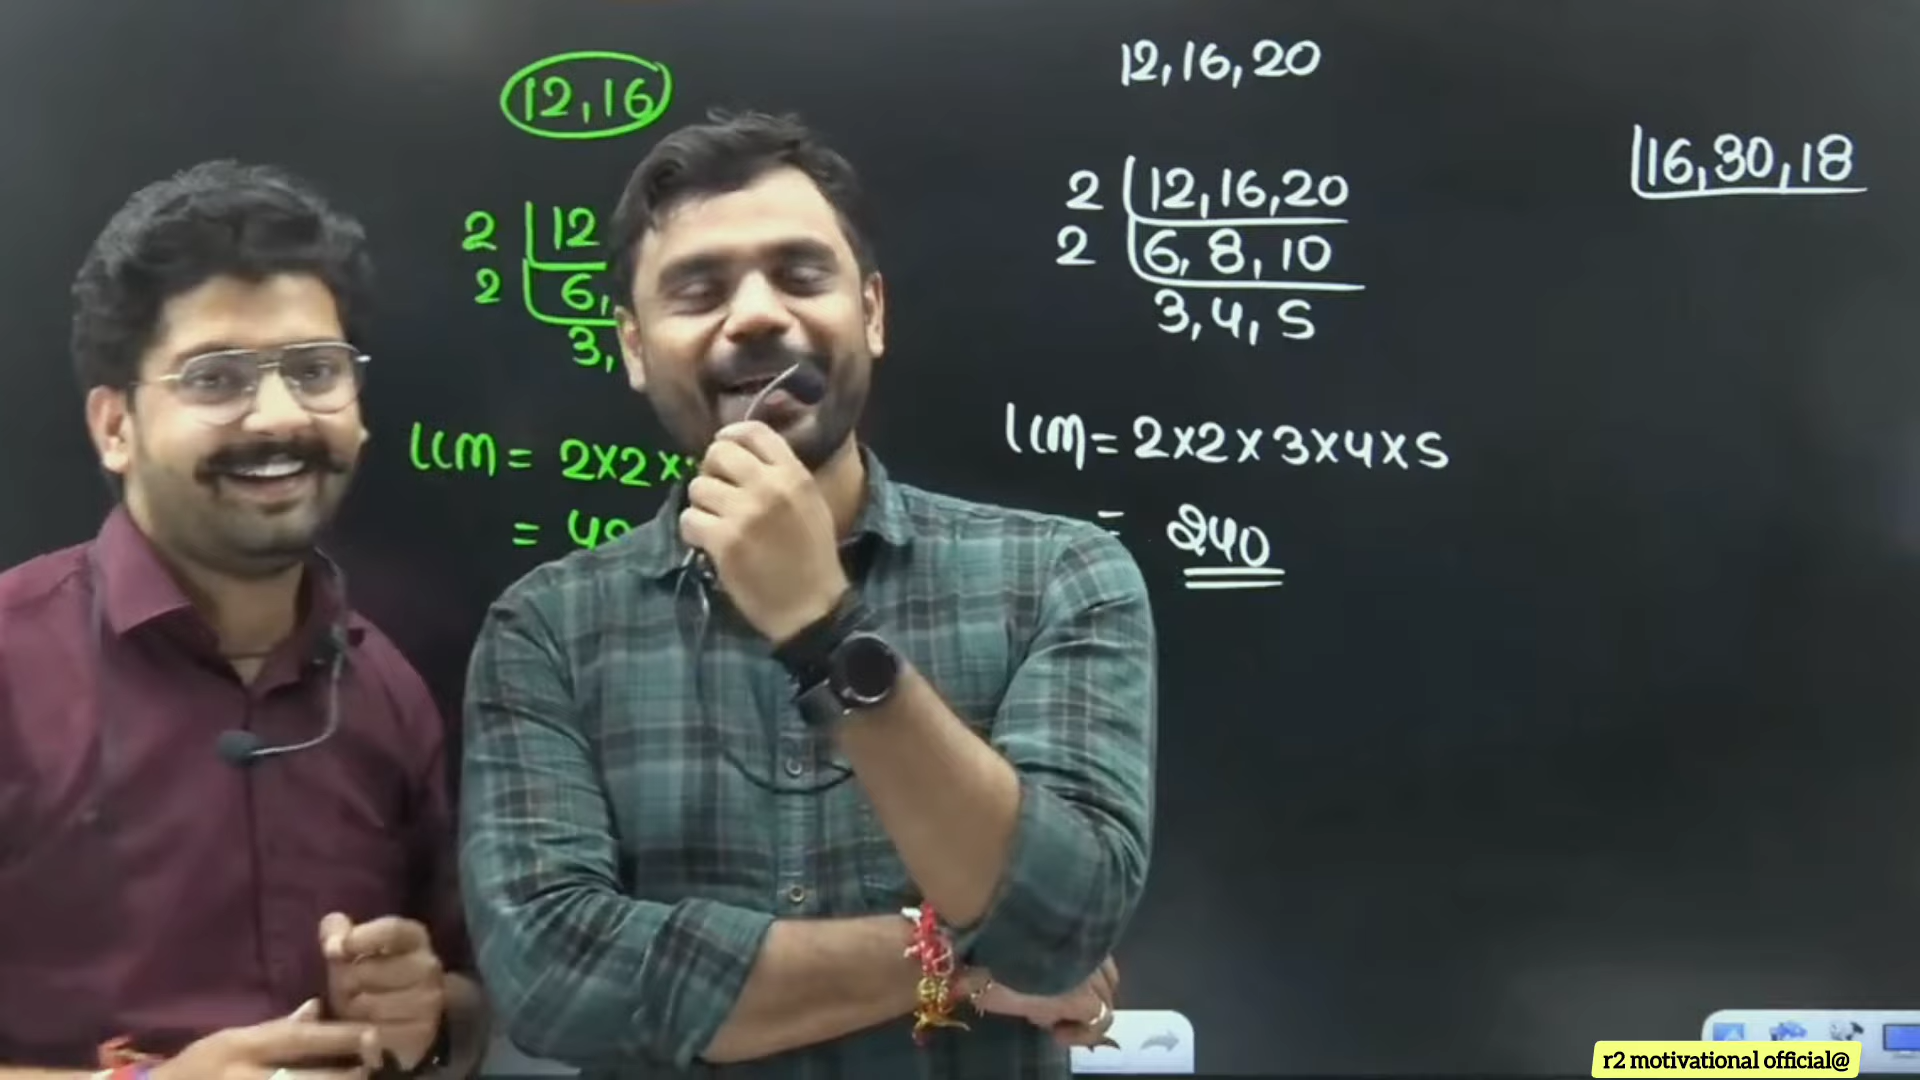 12,16
2 12
2 6,
3,
LCM = 2x2x
= 48
12,16,20
2 12,16,20
2 6, 8, 10
3, 4, 5
LCM = 2x2x3x4x5
= 240
16,30,18
r2 motivational official@